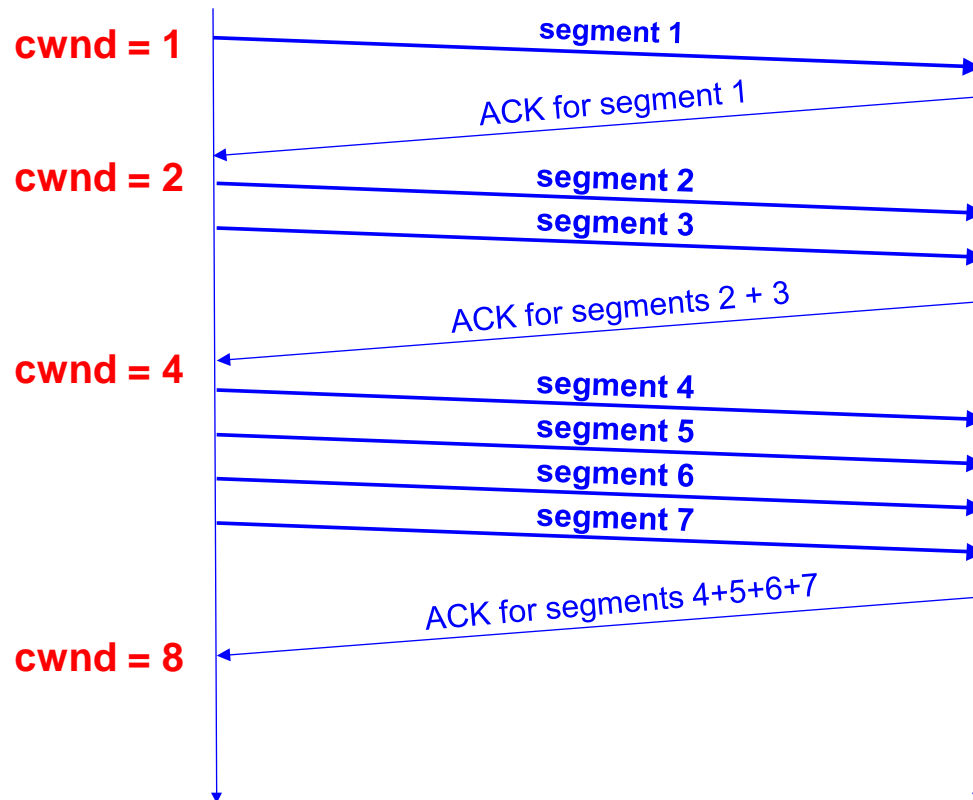 cwnd = 1
segment 1
ACK for segment 1
cwnd = 2
segment 2
segment 3
ACK for segments 2 + 3
cwnd = 4
segment 4
segment 5
segment 6
segment 7
ACK for segments 4+5+6+7
cwnd = 8